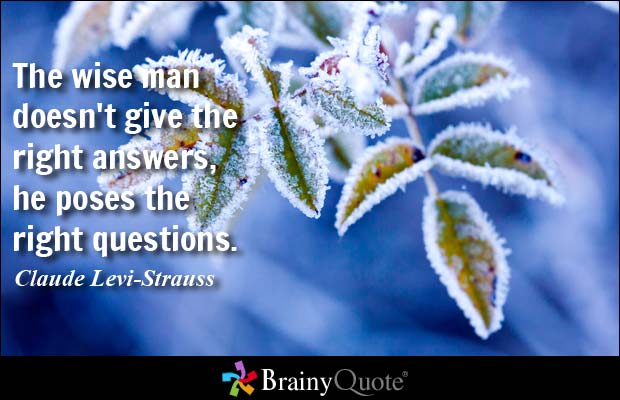 The wise man
doesn't give the
right answers,
he poses the
right questions.
Claude Levi-Strauss
BrainyQuote®